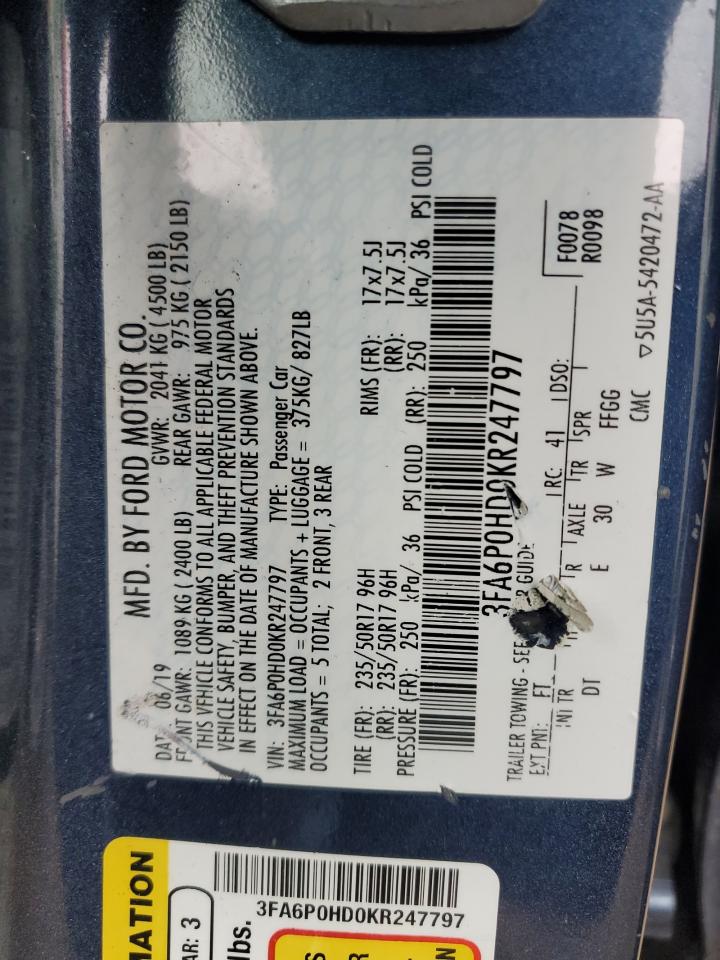 MFD. BY FORD MOTOR CO.
06/19 GVWR: 2041 KG ( 4500 LB)
FRONT GAWR: 1089 KG ( 2400 LB) REAR GAWR: 975 KG ( 2150 LB)
THIS VEHICLE CONFORMS TO ALL APPLICABLE FEDERAL MOTOR
VEHICLE SAFETY, BUMPER, AND THEFT PREVENTION STANDARDS
IN EFFECT ON THE DATE OF MANUFACTURE SHOWN ABOVE.
VIN: 3FA6P0HD0KR247797 TYPE: Passenger Car
MAXIMUM LOAD = OCCUPANTS + LUGGAGE = 375KG/ 827LB
OCCUPANTS = 5 TOTAL; 2 FRONT, 3 REAR
TIRE (FR): 235/50R17 96H RIMS (FR): 17x7.5J
(RR): 235/50R17 96H (RR): 17x7.5J
PRESSURE (FR): 250 kPa/ 36 PSI COLD (RR): 250 kPa/ 36 PSI COLD
3FA6P0HD0KR247797
TRAILER TOWING - SEE GUIDE
EXT PNT: FT RC: 41 DSO: F0078
R0098
INT TR AXLE TR SPR
DT E 30 W FFGG
CMC
▽5U5A-5420472-AA
MATION
AR: 3
lbs.
3FA6P0HD0KR247797